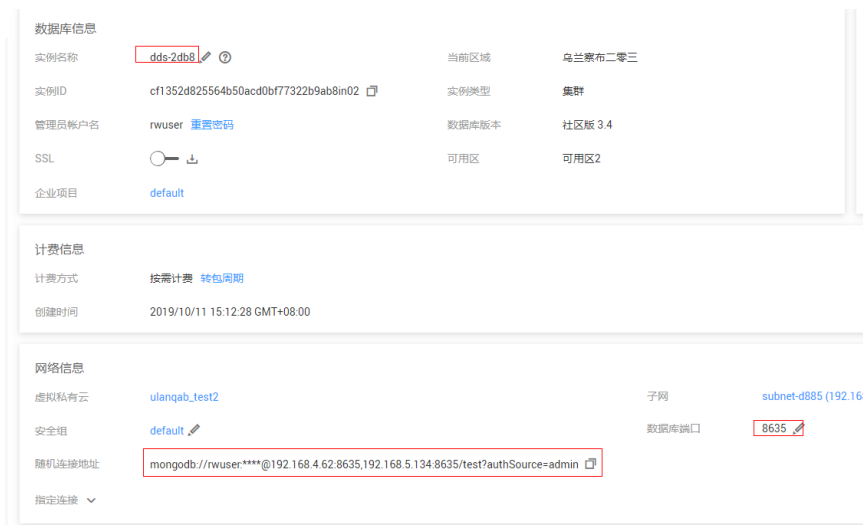 数据库信息
实例名称 dds-2db8 当前区域 乌兰察布二零三
实例ID cf1352d825564b50acd0bf77322b9ab8in02 实例类型 集群
管理员帐户名 rwuser 重置密码 数据库版本 社区版 3.4
SSL 可用区 可用区2
企业项目 default
计费信息
计费方式 按需计费 转包周期
创建时间 2019/10/11 15:12:28 GMT+08:00
网络信息
虚拟私有云 ulanqab_test2 子网 subnet-d885 (192.168
安全组 default 数据库端口 8635
随机连接地址 mongodb://rwuser:****@192.168.4.62:8635,192.168.5.134:8635/test?authSource=admin
指定连接